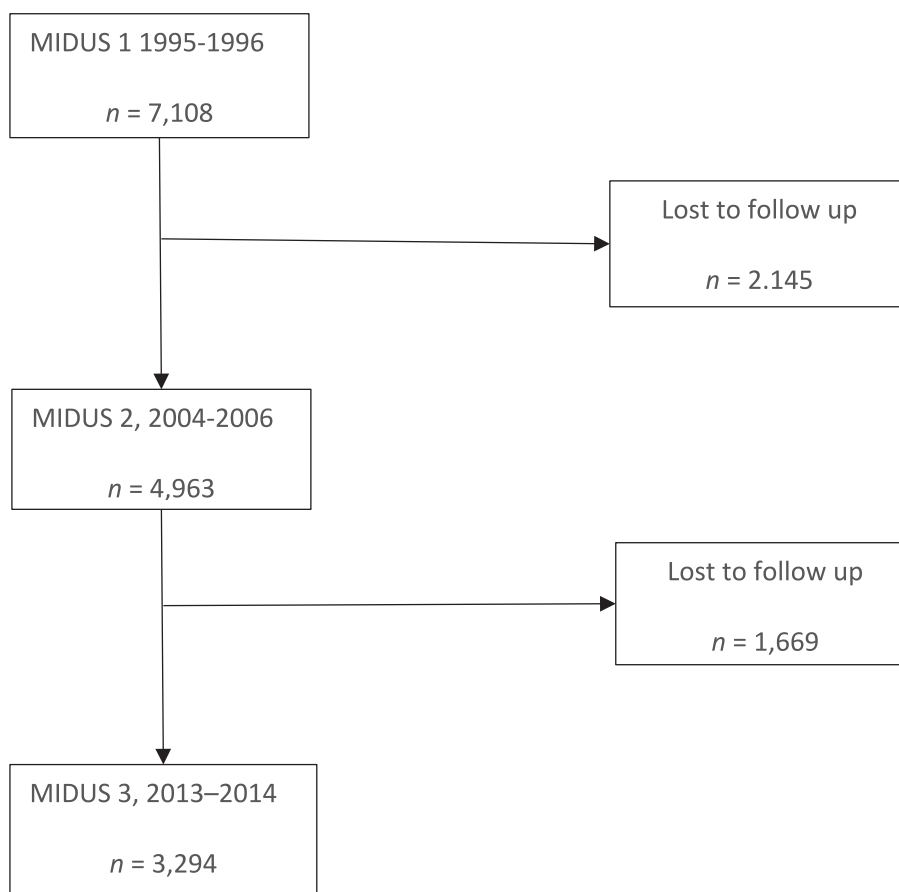 MIDUS 1 1995-1996
n = 7,108
Lost to follow up
n = 2.145
MIDUS 2, 2004-2006
n = 4,963
Lost to follow up
n = 1,669
MIDUS 3, 2013–2014
n = 3,294